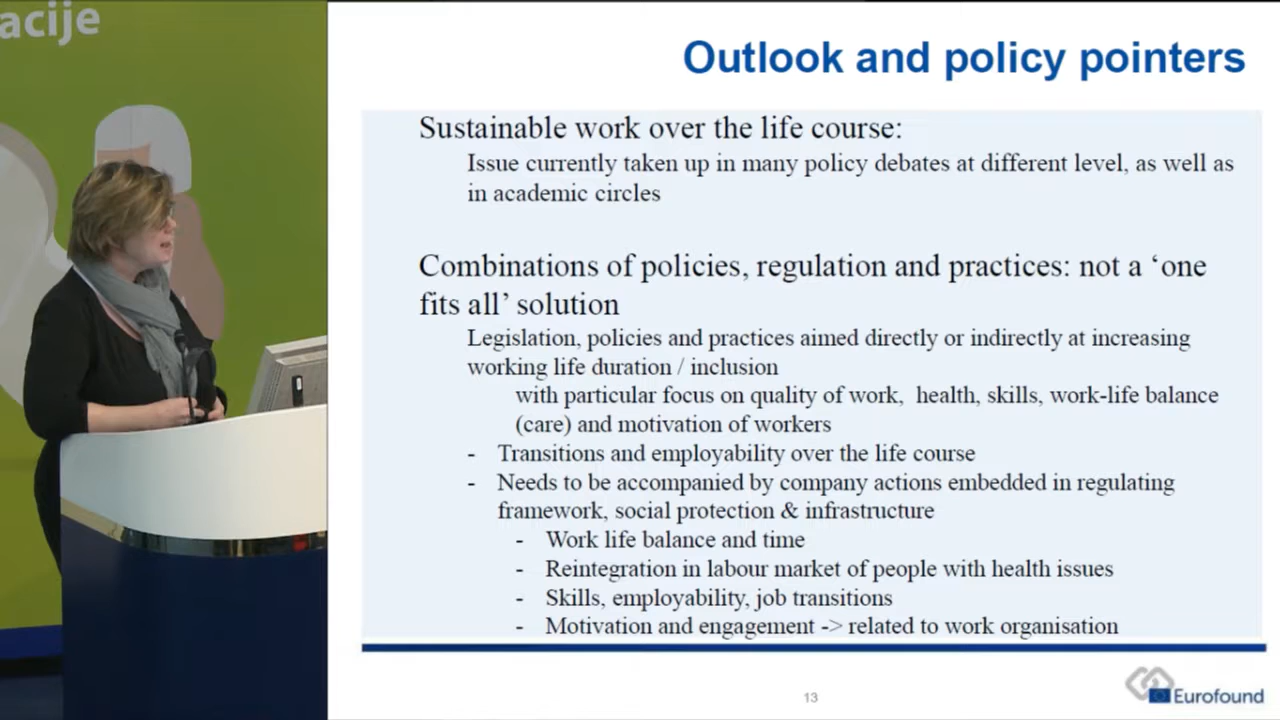 acije
Outlook and policy pointers
Sustainable work over the life course:
Issue currently taken up in many policy debates at different level, as well as
in academic circles
Combinations of policies, regulation and practices: not a ‘one
fits all’ solution
Legislation, policies and practices aimed directly or indirectly at increasing
working life duration / inclusion
with particular focus on quality of work, health, skills, work-life balance
(care) and motivation of workers
- Transitions and employability over the life course
- Needs to be accompanied by company actions embedded in regulating
framework, social protection & infrastructure
- Work life balance and time
- Reintegration in labour market of people with health issues
- Skills, employability, job transitions
- Motivation and engagement -> related to work organisation
13
Eurofound